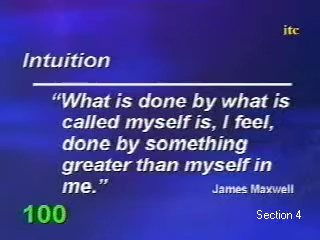 itc
Intuition
“What is done by what is
called myself is, I feel,
done by something
greater than myself in
me.”
James Maxwell
100
Section 4